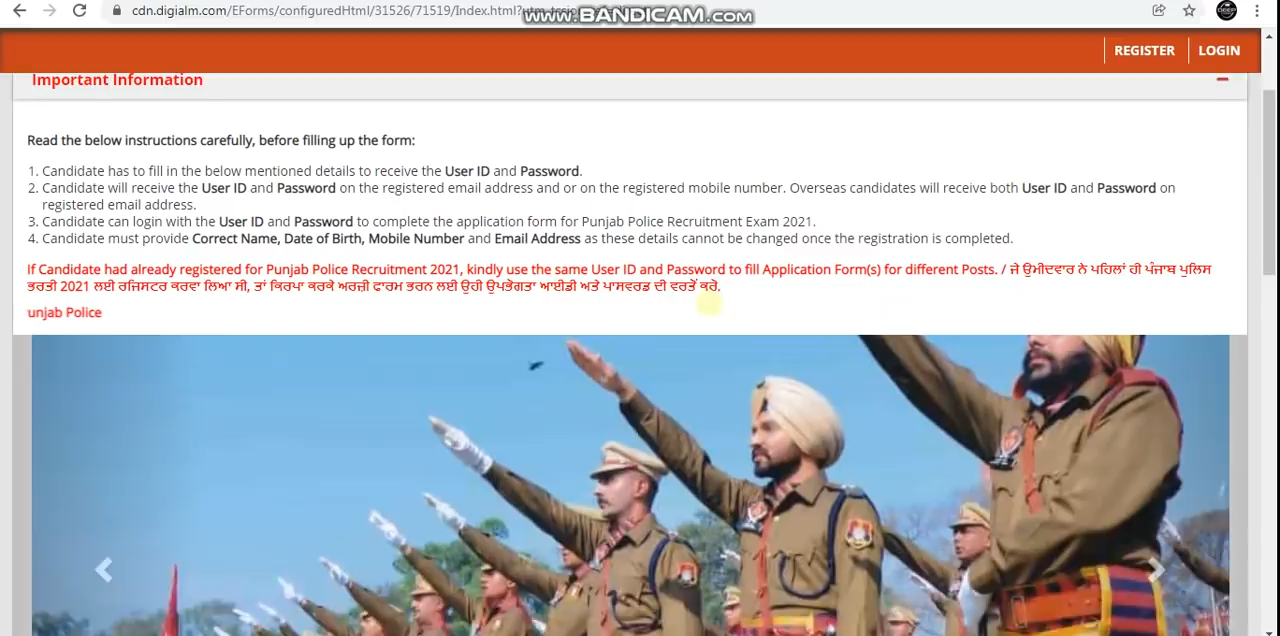 cdn.digialm.com/EForms/configuredHtml/31526/71519/Index.html?
www.BANDICAM.com
REGISTER
LOGIN
Important Information
Read the below instructions carefully, before filling up the form:
1. Candidate has to fill in the below mentioned details to receive the User ID and Password.
2. Candidate will receive the User ID and Password on the registered email address and or on the registered mobile number. Overseas candidates will receive both User ID and Password on
registered email address.
3. Candidate can login with the User ID and Password to complete the application form for Punjab Police Recruitment Exam 2021.
4. Candidate must provide Correct Name, Date of Birth, Mobile Number and Email Address as these details cannot be changed once the registration is completed.
If Candidate had already registered for Punjab Police Recruitment 2021, kindly use the same User ID and Password to fill Application Form(s) for different Posts. / ਜੇ ਉਮੀਦਵਾਰ ਨੇ ਪਹਿਲਾਂ ਹੀ ਪੰਜਾਬ ਪੁਲਿਸ
ਭਰਤੀ 2021 ਲਈ ਰਜਿਸਟਰ ਕਰਵਾ ਲਿਆ ਸੀ, ਤਾਂ ਕਿਰਪਾ ਕਰਕੇ ਅਰਜ਼ੀ ਫਾਰਮ ਭਰਨ ਲਈ ਉਹੀ ਉਪਭੋਗਤਾ ਆਈਡੀ ਅਤੇ ਪਾਸਵਰਡ ਦੀ ਵਰਤੋਂ ਕਰੋ.
unjab Police